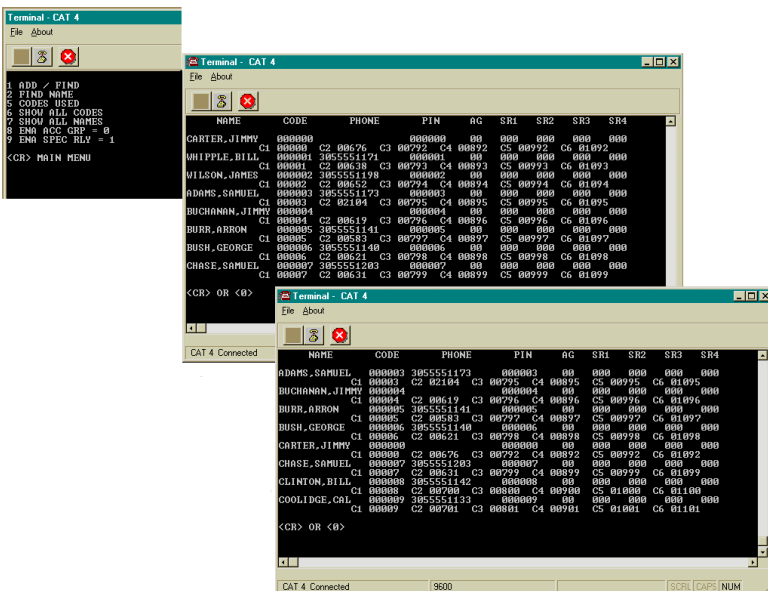 Terminal - CAT 4
File About
1 ADD / FIND
2 FIND NAME
5 CODES USED
6 SHOW ALL CODES
7 SHOW ALL NAMES
8 ENA ACC GRP = 0
9 ENA SPEC RLY = 1
<CR> MAIN MENU
Terminal - CAT 4
File About
NAME CODE PHONE PIN AG SR1 SR2 SR3 SR4
CARTER,JIMMY 000000 000000 00 000 000 000 000
C1 00000 C2 00676 C3 00792 C4 00892 C5 00992 C6 01092
WHIPPLE,BILL 000001 3055551171 000001 00 000 000 000 000
C1 00001 C2 00638 C3 00793 C4 00893 C5 00993 C6 01093
WILSON,JAMES 000002 3055551198 000002 00 000 000 000 000
C1 00002 C2 00652 C3 00794 C4 00894 C5 00994 C6 01094
ADAMS,SAMUEL 000003 3055551173 000003 00 000 000 000 000
C1 00003 C2 02104 C3 00795 C4 00895 C5 00995 C6 01095
BUCHANAN,JIMMY 000004 000004 00 000 000 000 000
C1 00004 C2 00619 C3 00796 C4 00896 C5 00996 C6 01096
BURR,ARRON 000005 3055551141 000005 00 000 000 000 000
C1 00005 C2 00583 C3 00797 C4 00897 C5 00997 C6 01097
BUSH,GEORGE 000006 3055551140 000006 00 000 000 000 000
C1 00006 C2 00621 C3 00798 C4 00898 C5 00998 C6 01098
CHASE,SAMUEL 000007 3055551203 000007 00 000 000 000 000
C1 00007 C2 00631 C3 00799 C4 00899 C5 00999 C6 01099
<CR> OR <0>
CAT 4 Connected
Terminal - CAT 4
File About
NAME CODE PHONE PIN AG SR1 SR2 SR3 SR4
ADAMS,SAMUEL 000003 3055551173 000003 00 000 000 000 000
C1 00003 C2 02104 C3 00795 C4 00895 C5 00995 C6 01095
BUCHANAN,JIMMY 000004 000004 00 000 000 000 000
C1 00004 C2 00619 C3 00796 C4 00896 C5 00996 C6 01096
BURR,ARRON 000005 3055551141 000005 00 000 000 000 000
C1 00005 C2 00583 C3 00797 C4 00897 C5 00997 C6 01097
BUSH,GEORGE 000006 3055551140 000006 00 000 000 000 000
C1 00006 C2 00621 C3 00798 C4 00898 C5 00998 C6 01098
CARTER,JIMMY 000000 000000 00 000 000 000 000
C1 00000 C2 00676 C3 00792 C4 00892 C5 00992 C6 01092
CHASE,SAMUEL 000007 3055551203 000007 00 000 000 000 000
C1 00007 C2 00631 C3 00799 C4 00899 C5 00999 C6 01099
CLINTON,BILL 000008 3055551142 000008 00 000 000 000 000
C1 00008 C2 00700 C3 00800 C4 00900 C5 01000 C6 01100
COOLIDGE,CAL 000009 3055551133 000009 00 000 000 000 000
C1 00009 C2 00701 C3 00801 C4 00901 C5 01001 C6 01101
<CR> OR <0>
CAT 4 Connected 9600 SCRL CAPS NUM